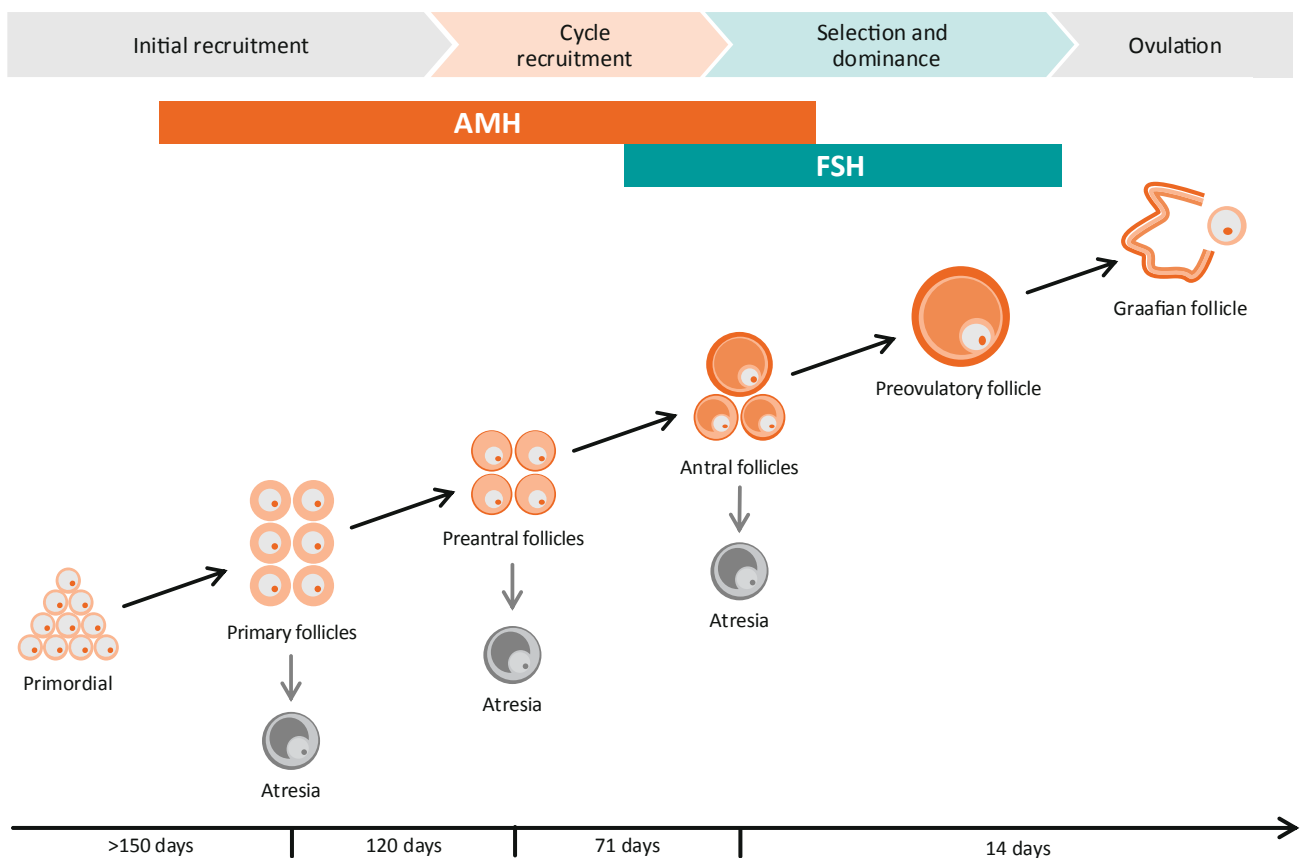 Initial recruitment
Cycle
recruitment
Selection and
dominance
Ovulation
AMH
FSH
Graafian follicle
Preovulatory follicle
Antral follicles
Preantral follicles
Atresia
Primary follicles
Primordial
Atresia
Atresia
>150 days
120 days
71 days
14 days